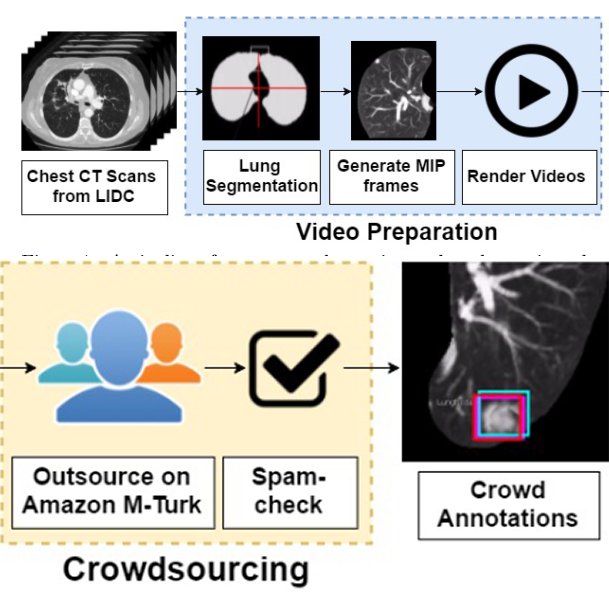 Chest CT Scans
from LIDC
Lung
Segmentation
Generate MIP
frames
Render Videos
Video Preparation
Outsource on
Amazon M-Turk
Spam-
check
Crowd
Annotations
Crowdsourcing